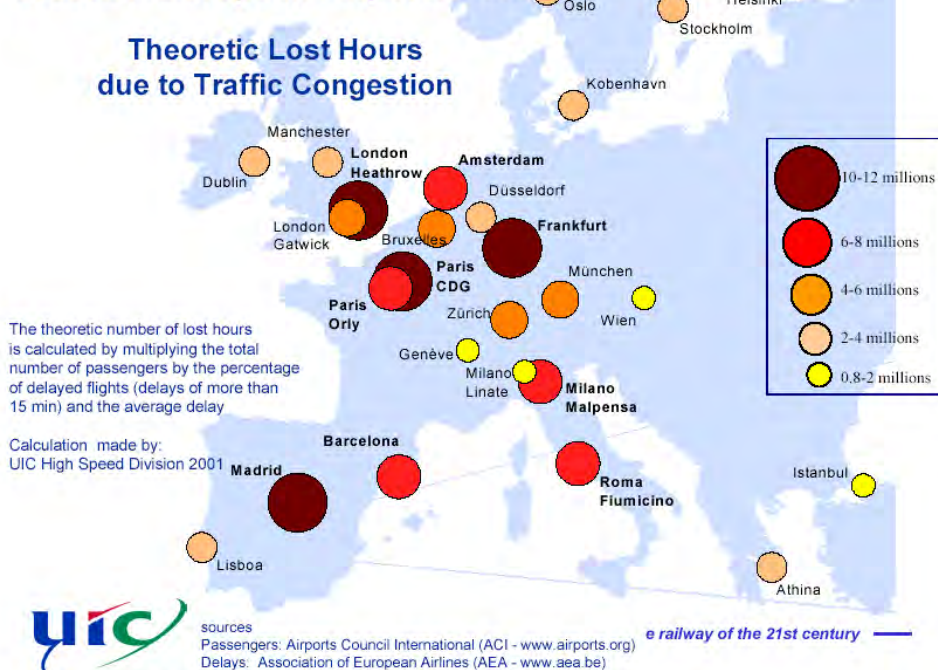 Oslo
Helsinki
Stockholm
Theoretic Lost Hours
due to Traffic Congestion
Kobenhavn
Manchester
London
Heathrow
Amsterdam
Dublin
Düsseldorf
London
Gatwick
Bruxelles
Frankfurt
Paris
CDG
München
Paris
Orly
Zürich
Wien
Genève
Milano
Linate
Milano
Malpensa
10-12 millions
6-8 millions
4-6 millions
2-4 millions
0.8-2 millions
The theoretic number of lost hours
is calculated by multiplying the total
number of passengers by the percentage
of delayed flights (delays of more than
15 min) and the average delay
Calculation made by:
UIC High Speed Division 2001
Madrid
Barcelona
Roma
Fiumicino
Istanbul
Lisboa
Athina
uic
sources
Passengers: Airports Council International (ACI - www.airports.org)
Delays: Association of European Airlines (AEA - www.aea.be)
e railway of the 21st century